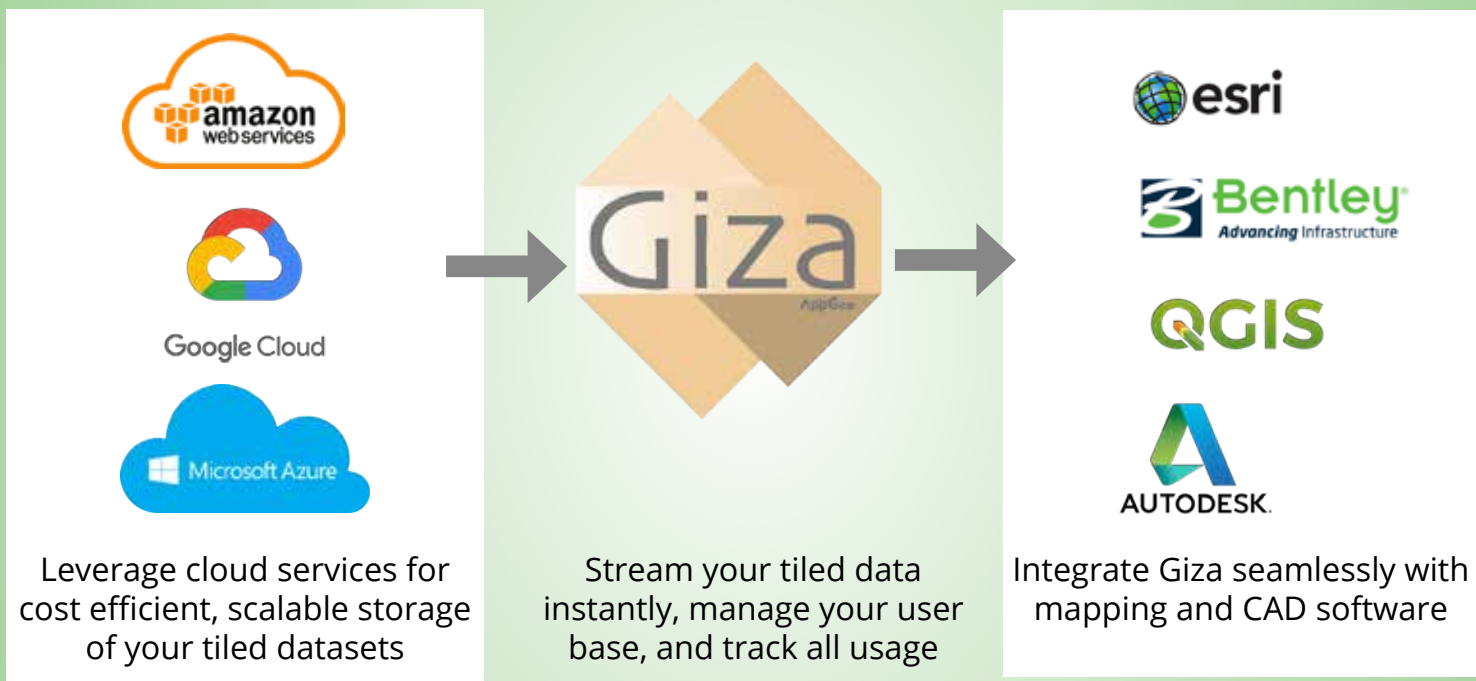 amazon
webservices
Google Cloud
Microsoft Azure
Leverage cloud services for
cost efficient, scalable storage
of your tiled datasets
Giza
AppGeo
Stream your tiled data
instantly, manage your user
base, and track all usage
esri
Bentley®
Advancing Infrastructure
QGIS
AUTODESK.
Integrate Giza seamlessly with
mapping and CAD software